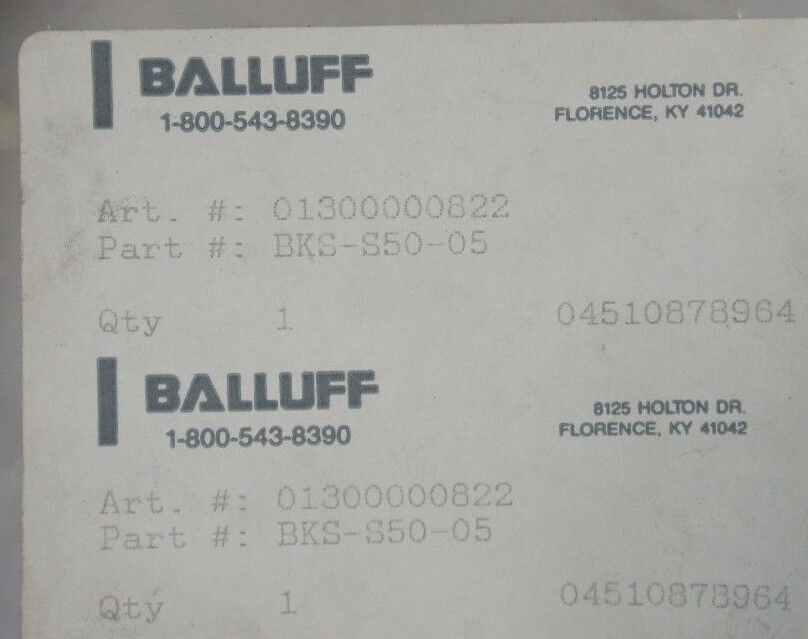 BALLUFF
1-800-543-8390
8125 HOLTON DR.
FLORENCE, KY 41042
Art. #: 01300000822
Part #: BKS-S50-05
Qty 1 04510878964
BALLUFF
1-800-543-8390
8125 HOLTON DR.
FLORENCE, KY 41042
Art. #: 01300000822
Part #: BKS-S50-05
Qty 1 04510878964